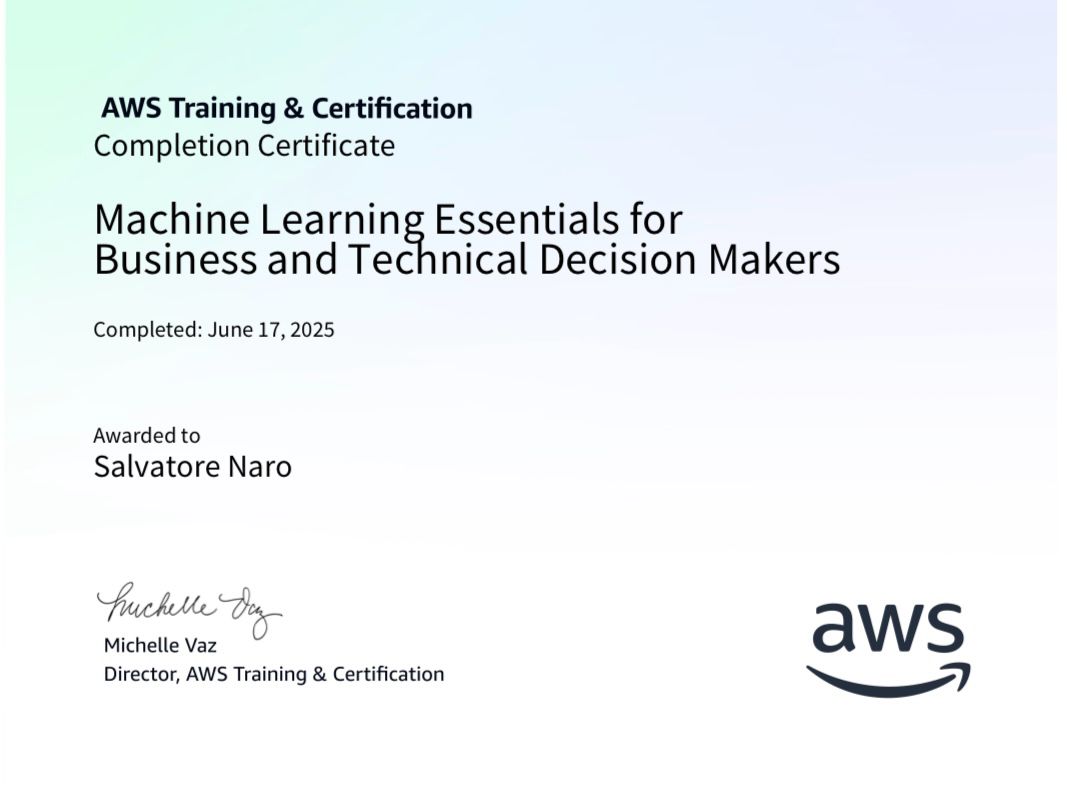 AWS Training & Certification
Completion Certificate
Machine Learning Essentials for
Business and Technical Decision Makers
Completed: June 17, 2025
Awarded to
Salvatore Naro
Michelle Vaz
Michelle Vaz
Director, AWS Training & Certification
aws